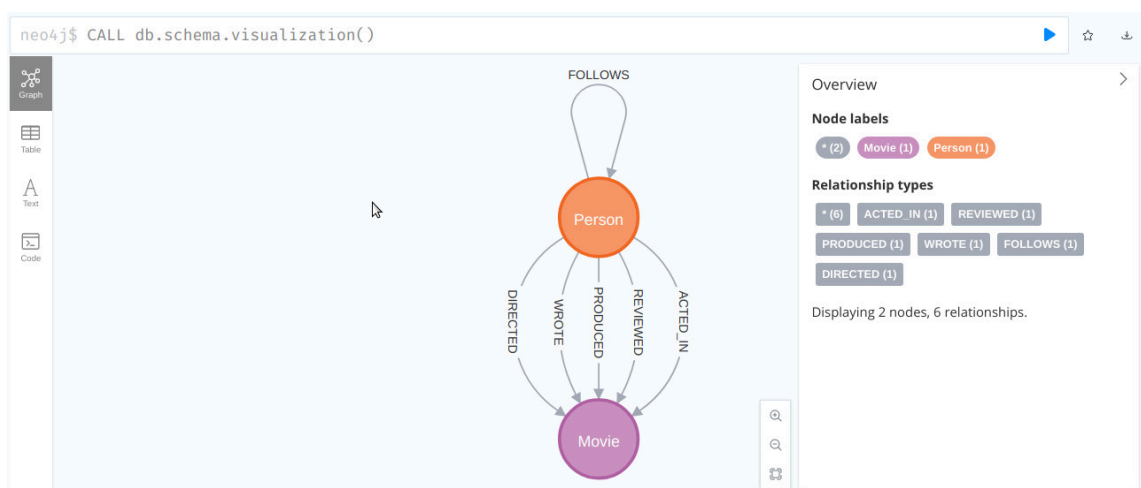 neo4j$ CALL db.schema.visualization()
Graph
Table
Text
Code
FOLLOWS
Person
DIRECTED
WROTE
PRODUCED
REVIEWED
ACTED_IN
Movie
Overview
Node labels
* (2) Movie (1) Person (1)
Relationship types
* (6) ACTED_IN (1) REVIEWED (1)
PRODUCED (1) WROTE (1) FOLLOWS (1)
DIRECTED (1)
Displaying 2 nodes, 6 relationships.